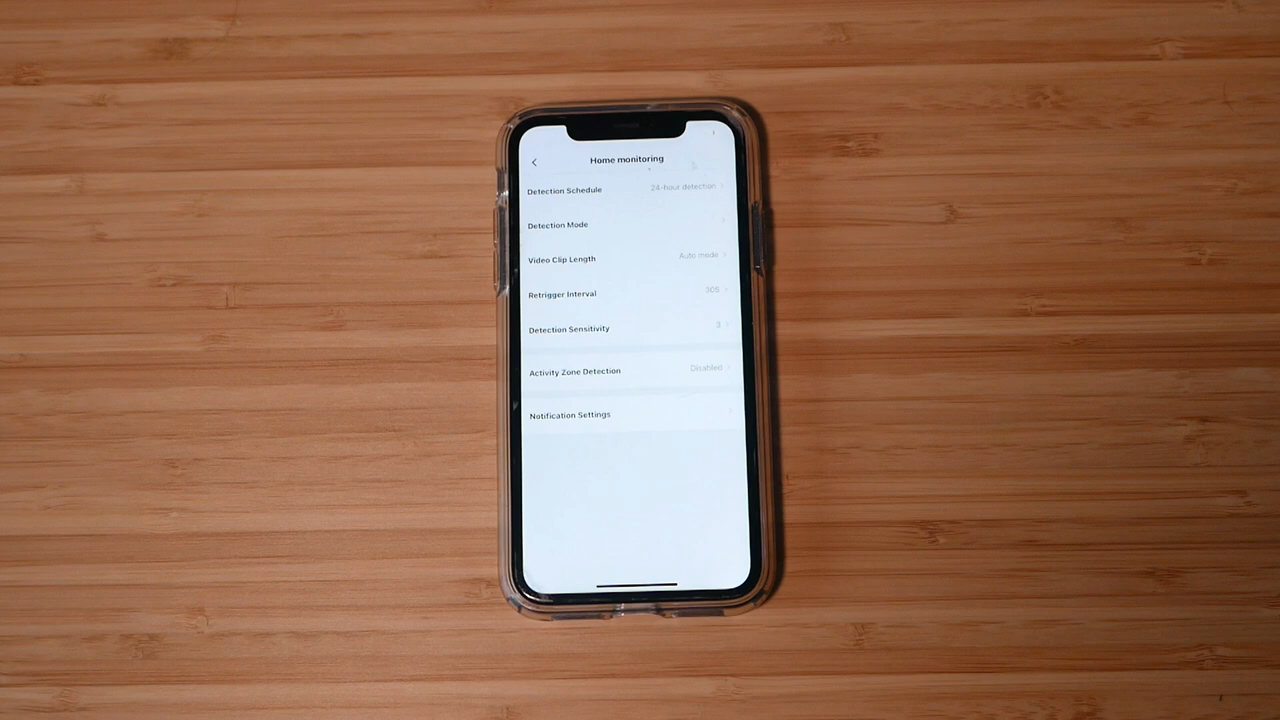 Home monitoring
Detection Schedule 24-hour detection
Detection Mode
Video Clip Length Auto mode
Retrigger Interval 30S
Detection Sensitivity 3
Activity Zone Detection Disabled
Notification Settings